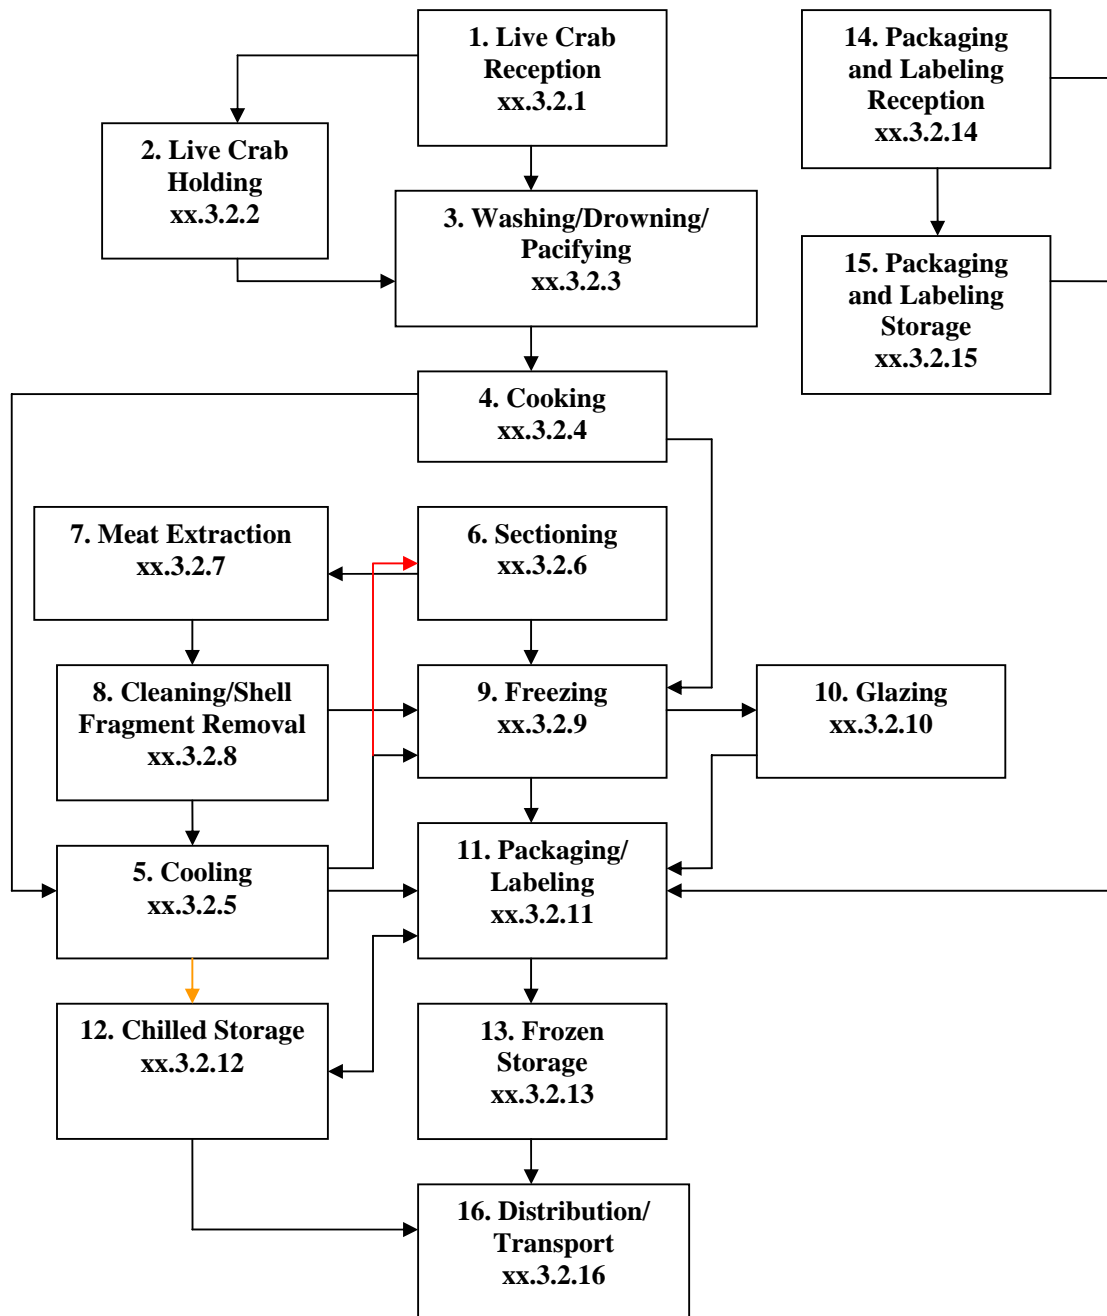 1. Live Crab
Reception
xx.3.2.1
14. Packaging
and Labeling
Reception
xx.3.2.14
2. Live Crab
Holding
xx.3.2.2
3. Washing/Drowning/
Pacifying
xx.3.2.3
15. Packaging
and Labeling
Storage
xx.3.2.15
4. Cooking
xx.3.2.4
7. Meat Extraction
xx.3.2.7
6. Sectioning
xx.3.2.6
8. Cleaning/Shell
Fragment Removal
xx.3.2.8
9. Freezing
xx.3.2.9
10. Glazing
xx.3.2.10
5. Cooling
xx.3.2.5
11. Packaging/
Labeling
xx.3.2.11
12. Chilled Storage
xx.3.2.12
13. Frozen
Storage
xx.3.2.13
16. Distribution/
Transport
xx.3.2.16